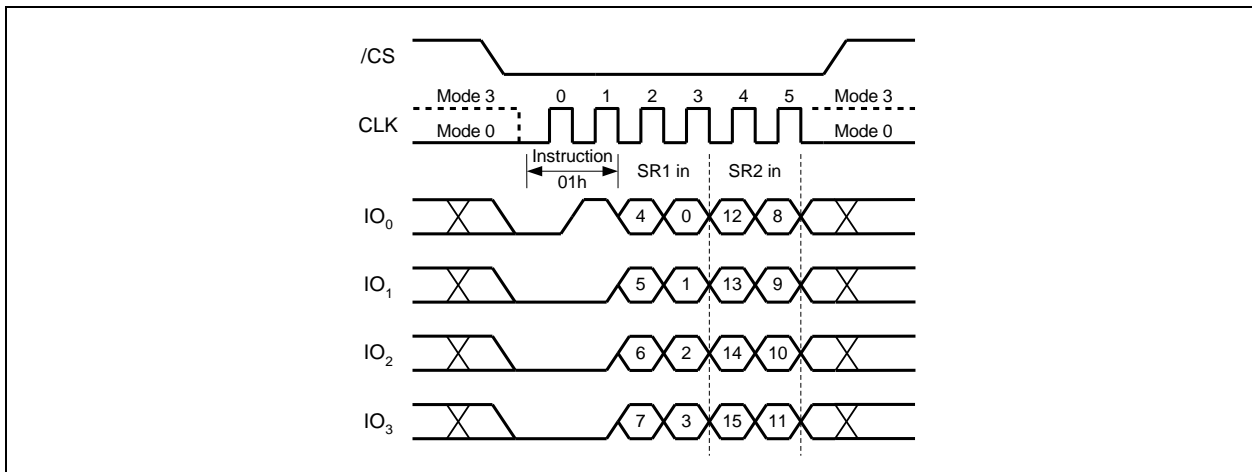 /CS
Mode 3 0 1 2 3 4 5 Mode 3
CLK
Mode 0 Mode 0
Instruction
01h
SR1 in SR2 in
IO0 4 0 12 8
IO1 5 1 13 9
IO2 6 2 14 10
IO3 7 3 15 11